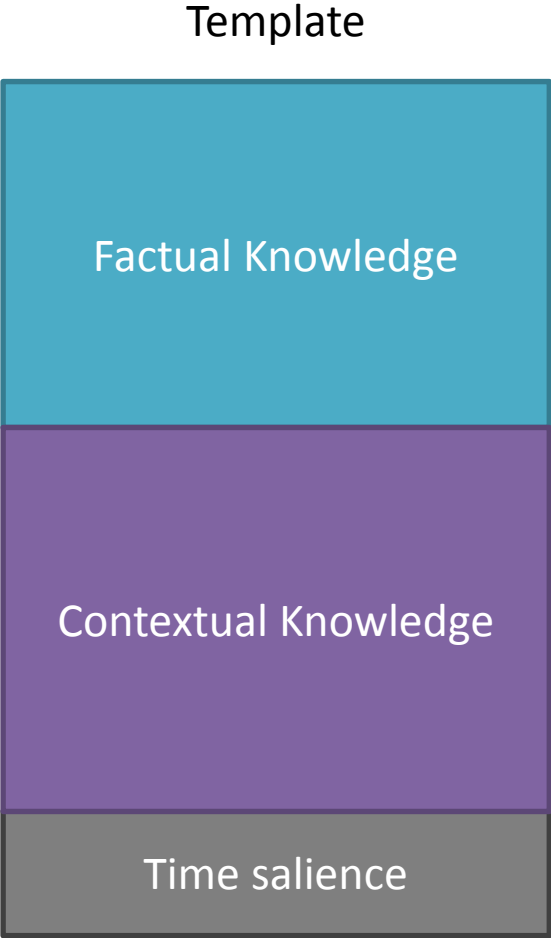 Template
Factual Knowledge
Contextual Knowledge
Time salience